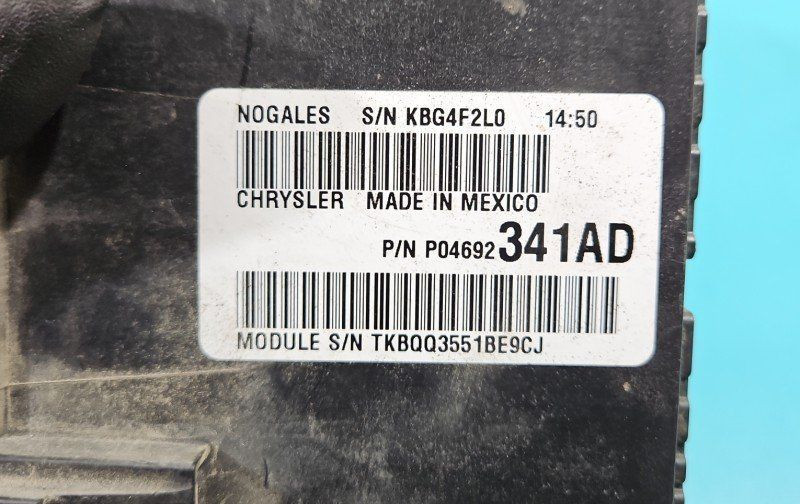 NOGALES S/N KBG4F2L0 14:50
CHRYSLER MADE IN MEXICO
P/N P04692341AD
MODULE S/N TKBQQ3551BE9CJ